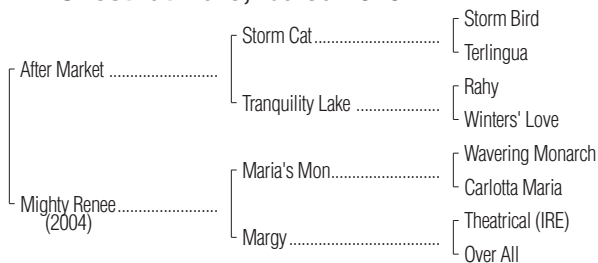 Storm Bird
Storm Cat
Terlingua
After Market
Rahy
Tranquility Lake
Winters' Love
Wavering Monarch
Maria's Mon
Carlotta Maria
Mighty Renee
(2004)
Theatrical (IRE)
Margy
Over All